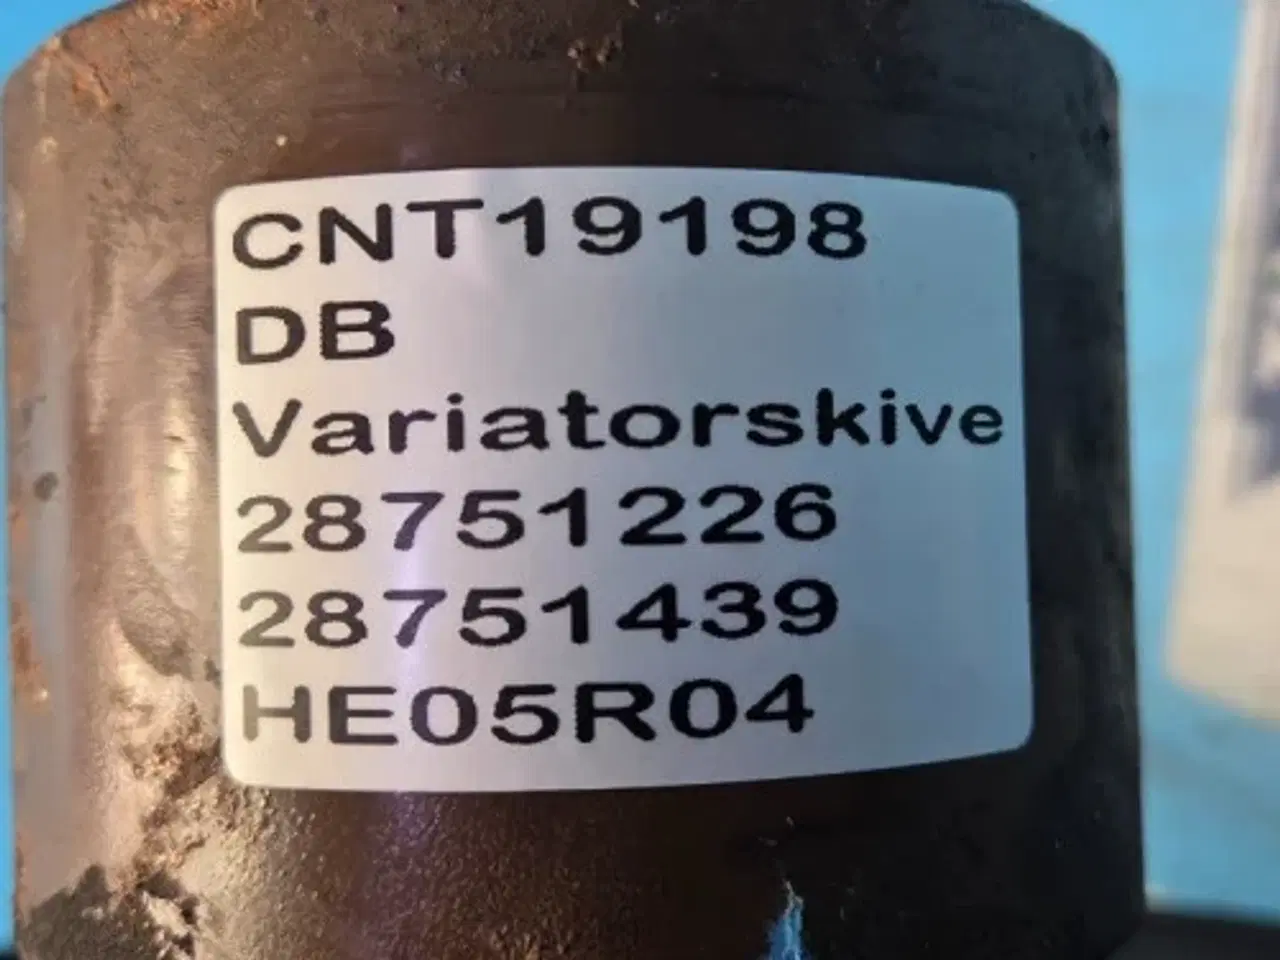 CNT19198
DB
Variatorskive
28751226
28751439
HE05R04